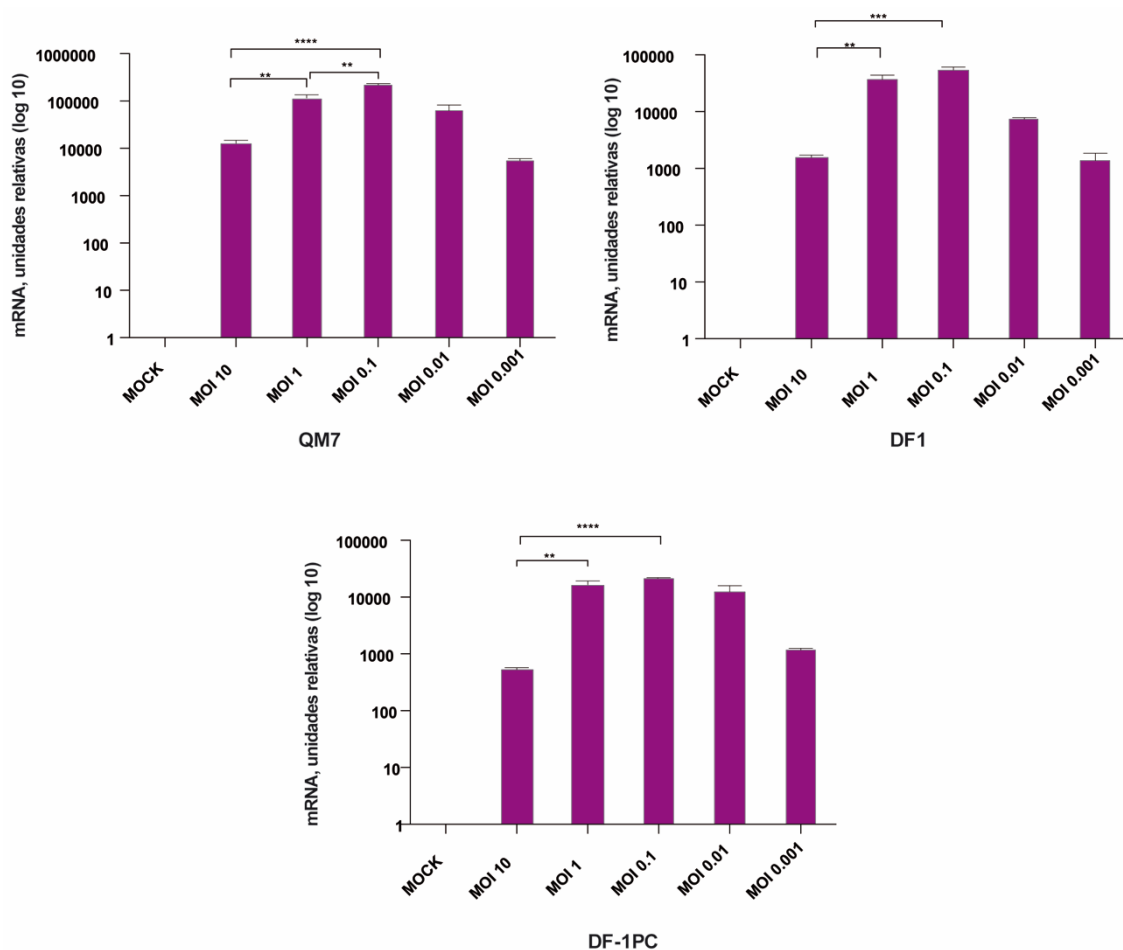 ****
**
**
1000000
100000
10000
1000
100
10
1
mRNA, unidades relativas (log 10)
MOCK
MOI 10
MOI 1
MOI 0.1
MOI 0.01
MOI 0.001
QM7
***
**
100000
10000
1000
100
10
1
mRNA, unidades relativas (log 10)
MOCK
MOI 10
MOI 1
MOI 0.1
MOI 0.01
MOI 0.001
DF1
****
**
100000
10000
1000
100
10
1
mRNA, unidades relativas (log 10)
MOCK
MOI 10
MOI 1
MOI 0.1
MOI 0.01
MOI 0.001
DF-1PC